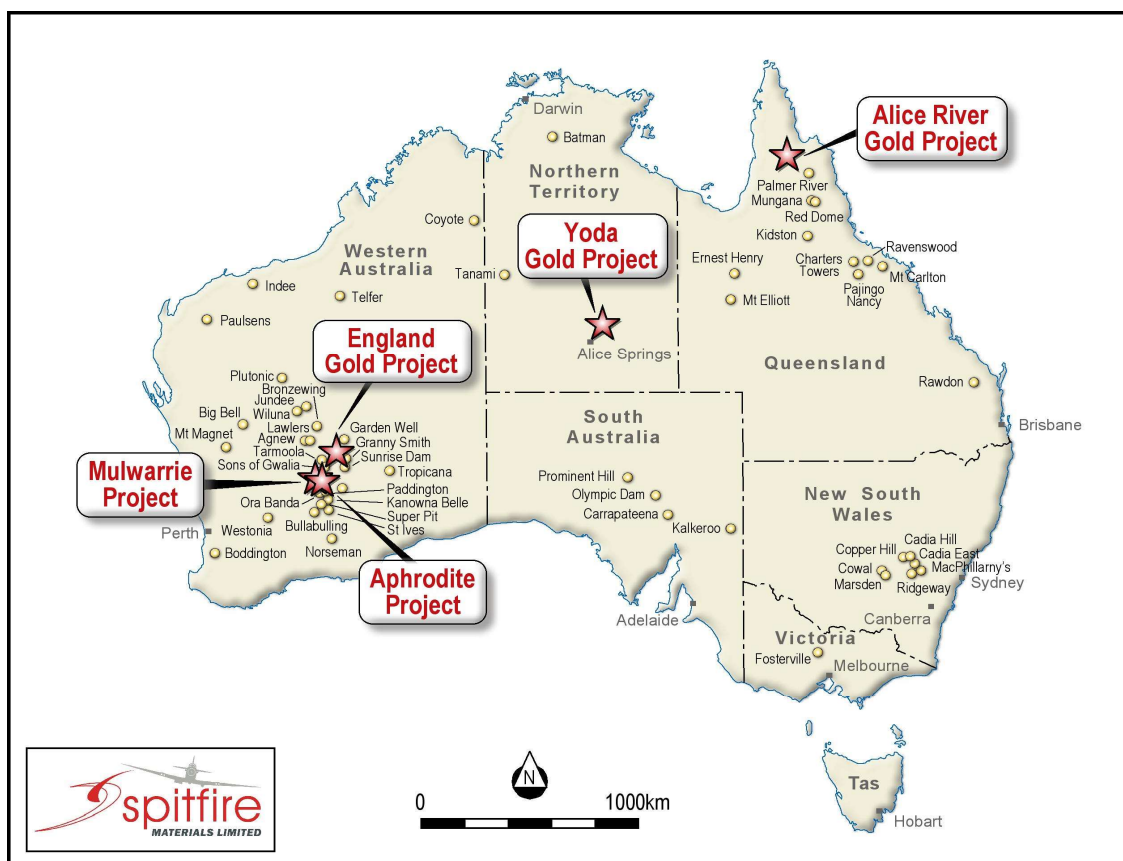 Darwin
Batman
Northern
Territory
Alice River
Gold Project
Palmer River
Mungana
Red Dome
Kidston
Coyote
Yoda
Gold Project
Western
Australia
Tanami
Ernest Henry
Ravenswood
Charters
Towers
Mt Carlton
Pajingo
Nancy
Mt Elliott
Indee
Telfer
Paulsens
England
Gold Project
Alice Springs
Queensland
Rawdon
Plutonic
Bronzewing
Jundee
Wiluna
Big Bell
Lawlers
Garden Well
Mt Magnet
Agnew
Granny Smith
Tarmoola
Sunrise Dam
Sons of Gwalia
Tropicana
South
Australia
Brisbane
Mulwarrie
Project
Prominent Hill
Olympic Dam
Carrapateena
Kalkeroo
Paddington
Ora Banda
Kanowna Belle
Super Pit
St Ives
Perth
Westonia
Bullabulling
Norseman
Boddington
New South
Wales
Cadia Hill
Copper Hill
Cadia East
Cowal
MacPhillarny's
Marsden
Ridgeway
Sydney
Canberra
Aphrodite
Project
Adelaide
Victoria
Fosterville
Melbourne
Tas
Hobart
N
0 1000km
spitfire
MATERIALS LIMITED